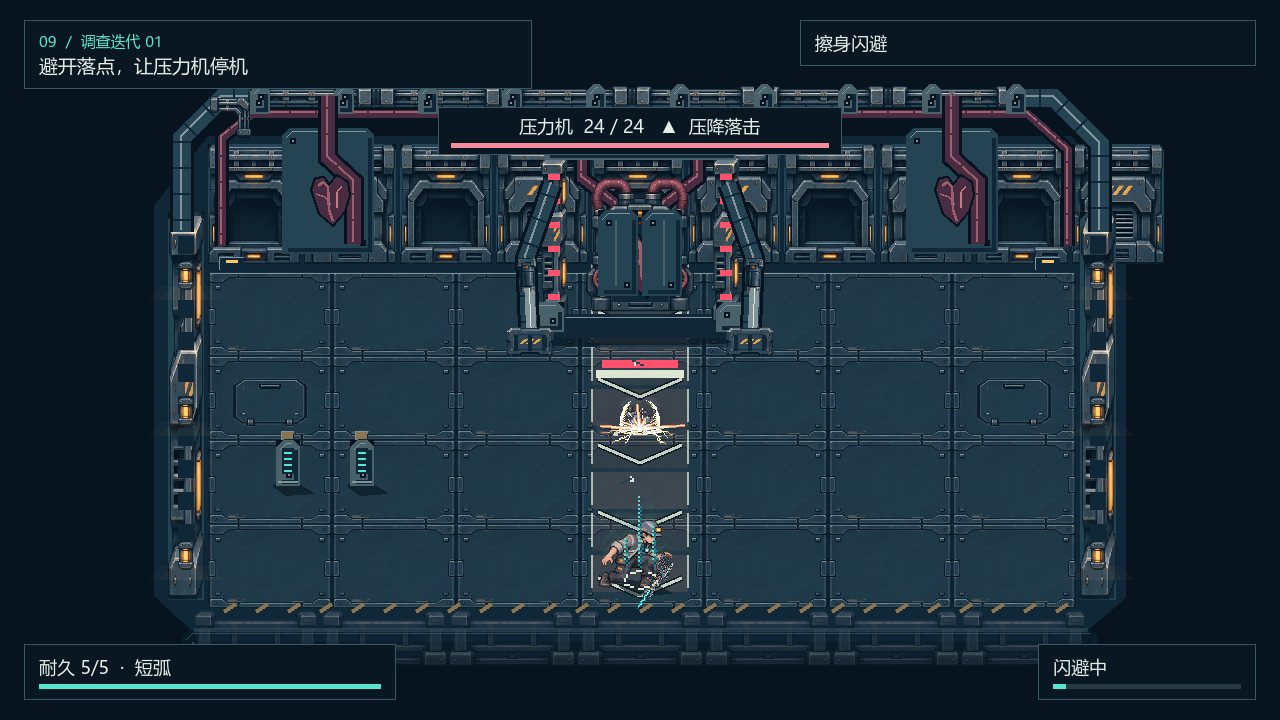 09 / 调查迭代 01
避开落点，让压力机停机
擦身闪避
压力机 24 / 24 ▲ 压降落击
耐久 5/5 · 短弧
闪避中